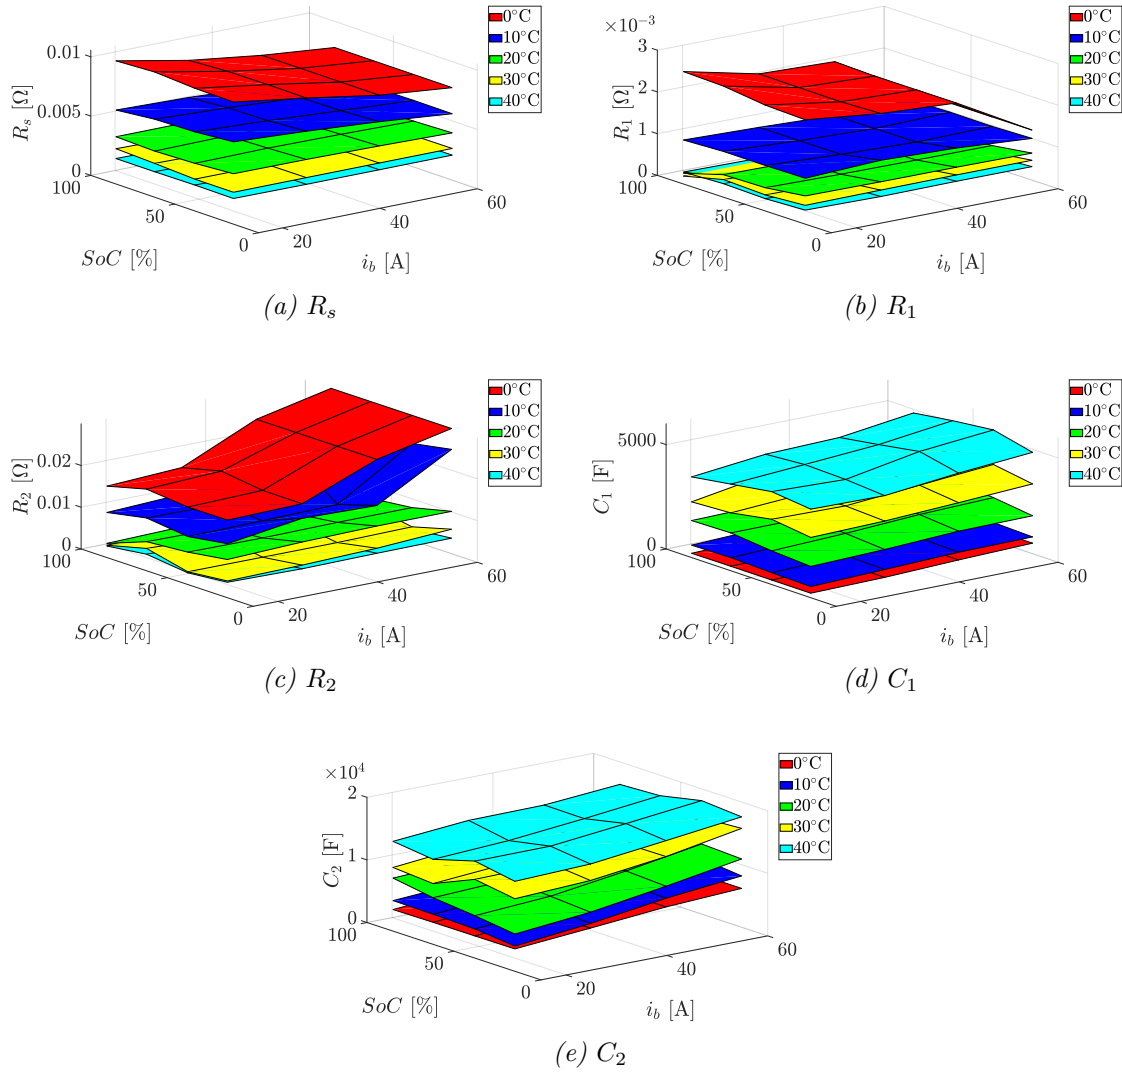 0°C
10°C
20°C
30°C
40°C
0.01
0.005
0
R_s [Ω]
100
50
0
SoC [%]
20
40
60
i_b [A]
(a) R_s
×10⁻³
0°C
10°C
20°C
30°C
40°C
3
2
1
0
R_1 [Ω]
100
50
0
SoC [%]
20
40
60
i_b [A]
(b) R_1
0°C
10°C
20°C
30°C
40°C
0.02
0.01
0
R_2 [Ω]
100
50
0
SoC [%]
20
40
60
i_b [A]
(c) R_2
0°C
10°C
20°C
30°C
40°C
5000
0
C_1 [F]
100
50
0
SoC [%]
20
40
60
i_b [A]
(d) C_1
×10⁴
0°C
10°C
20°C
30°C
40°C
2
1
0
C_2 [F]
100
50
0
SoC [%]
20
40
60
i_b [A]
(e) C_2